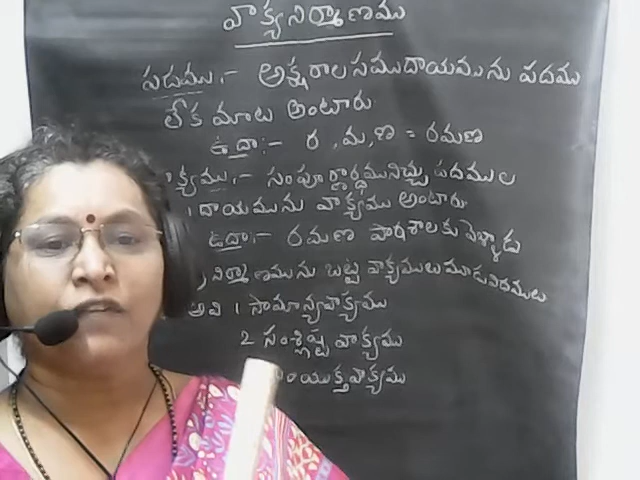 వాక్యనిర్మాణము
పదము :- అక్షరాల సముదాయమును పదము
లేక మాట అంటారు
ఉదా :- ర , మ , ణ = రమణ
క్యము :- సంపూర్ణార్థమునిచ్చు పదముల
దాయమును వాక్యము అంటారు
ఉదా :- రమణ పాఠశాలకు వెళ్ళాడు
నిర్మాణమును బట్టి వాక్యములు మూడువిధములు
అవి 1 సామాన్యవాక్యము
2 సంశ్లిష్ట వాక్యము
సంయుక్తవాక్యము